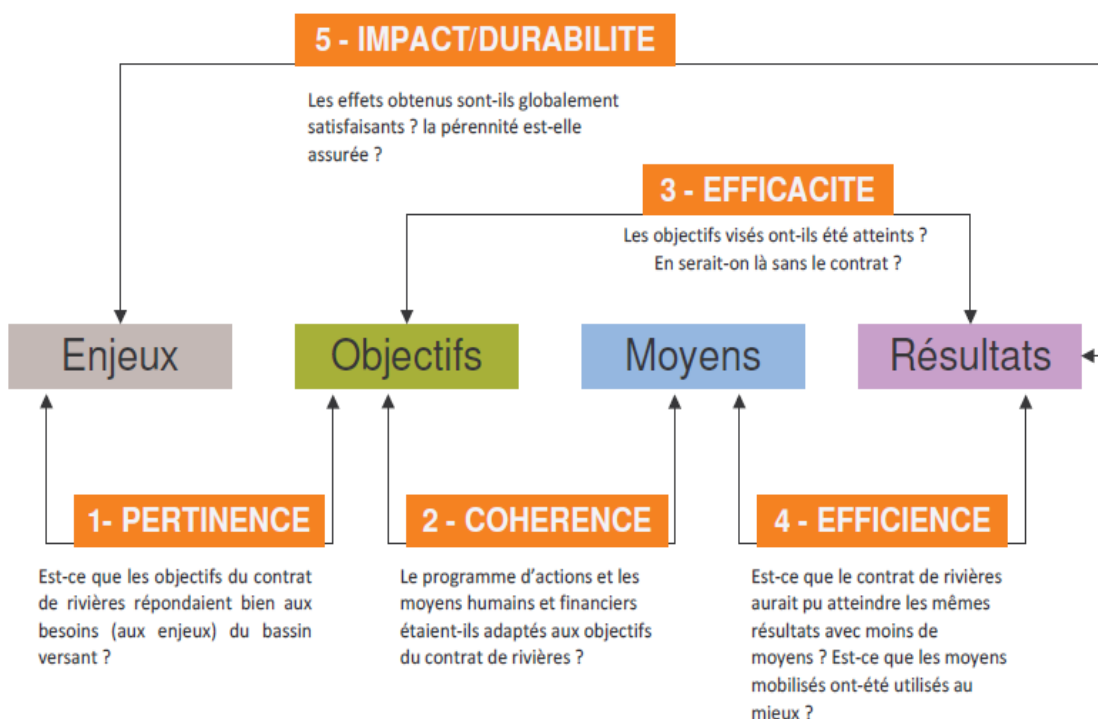 5 - IMPACT/DURABILITE
Les effets obtenus sont-ils globalement
satisfaisants ? la pérennité est-elle
assurée ?
3 - EFFICACITE
Les objectifs visés ont-ils été atteints ?
En serait-on là sans le contrat ?
Enjeux
Objectifs
Moyens
Résultats
1- PERTINENCE
Est-ce que les objectifs du contrat
de rivières répondaient bien aux
besoins (aux enjeux) du bassin
versant ?
2 - COHERENCE
Le programme d'actions et les
moyens humains et financiers
étaient-ils adaptés aux objectifs
du contrat de rivières ?
4 - EFFICIENCE
Est-ce que le contrat de rivières
aurait pu atteindre les mêmes
résultats avec moins de
moyens ? Est-ce que les moyens
mobilisés ont-été utilisés au
mieux ?